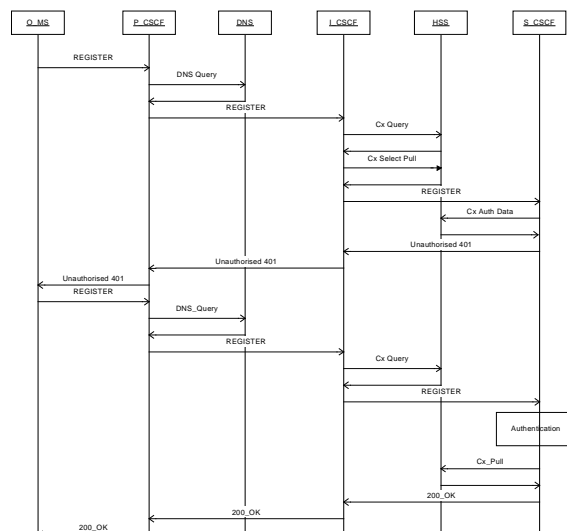 O_MS
P_CSCF
DNS
I_CSCF
HSS
S_CSCF
REGISTER
DNS Query
REGISTER
Cx Query
Cx Select Pull
REGISTER
Cx Auth Data
Unauthorised 401
Unauthorised 401
Unauthorised 401
REGISTER
DNS_Query
REGISTER
Cx Query
REGISTER
Authentication
Cx_Pull
200_OK
200_OK
200_OK